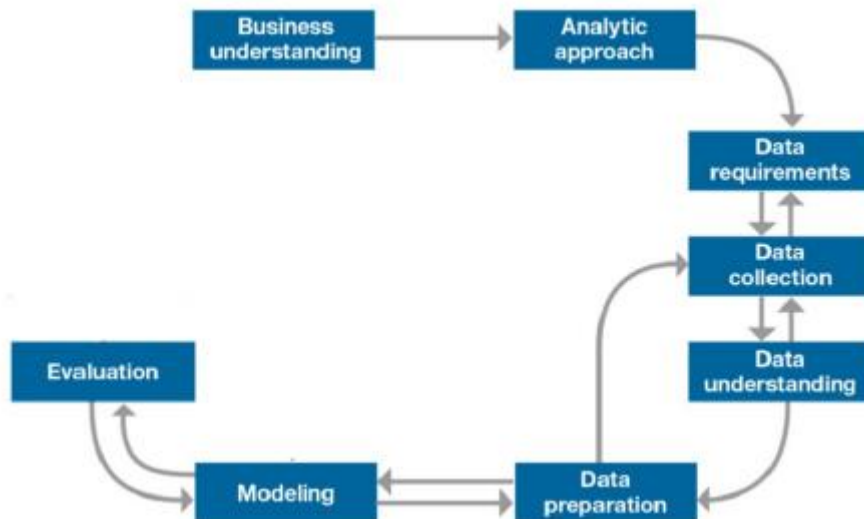 Business
understanding
Analytic
approach
Data
requirements
Data
collection
Data
understanding
Data
preparation
Modeling
Evaluation